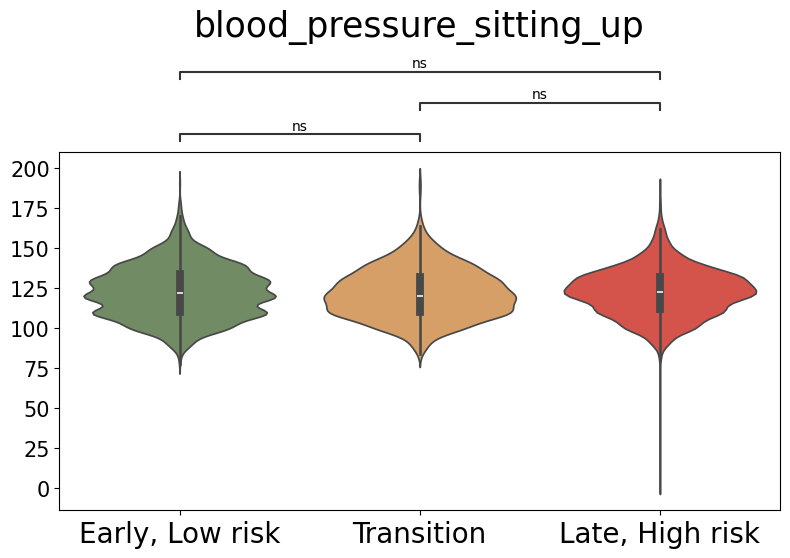 blood_pressure_sitting_up
ns
ns
ns
200
175
150
125
100
75
50
25
0
Early, Low risk
Transition
Late, High risk